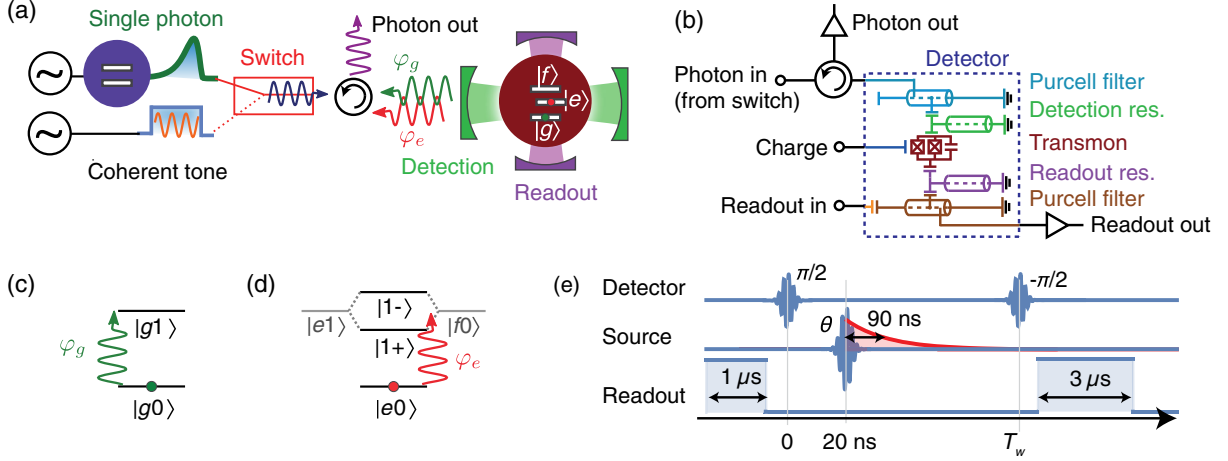 (a)
Single photon
Switch
Photon out
φg
φe
|f⟩
|e⟩
|g⟩
Coherent tone
Detection
Readout
(b)
Photon out
Photon in
(from switch)
Detector
Purcell filter
Detection res.
Charge
Transmon
Readout res.
Readout in
Purcell filter
Readout out
(c)
|g1⟩
φg
|g0⟩
(d)
|1-⟩
|e1⟩
|f0⟩
|1+⟩
φe
|e0⟩
(e)
Detector
π/2
-π/2
Source
θ
90 ns
Readout
1 μs
3 μs
0
20 ns
Tw